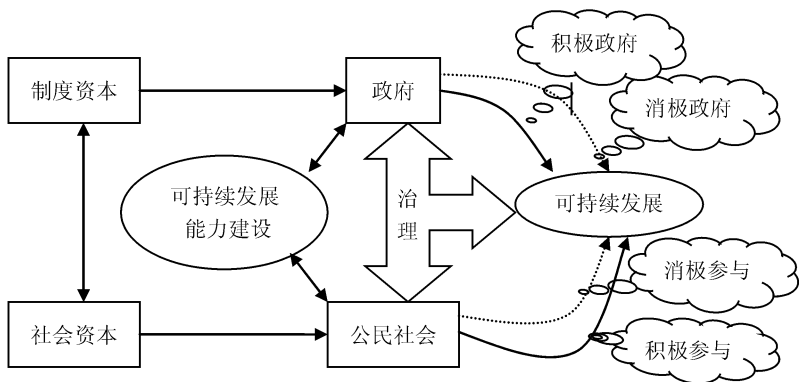 积极政府
制度资本
政府
消极政府
可持续发展
能力建设
治
理
可持续发展
消极参与
社会资本
公民社会
积极参与